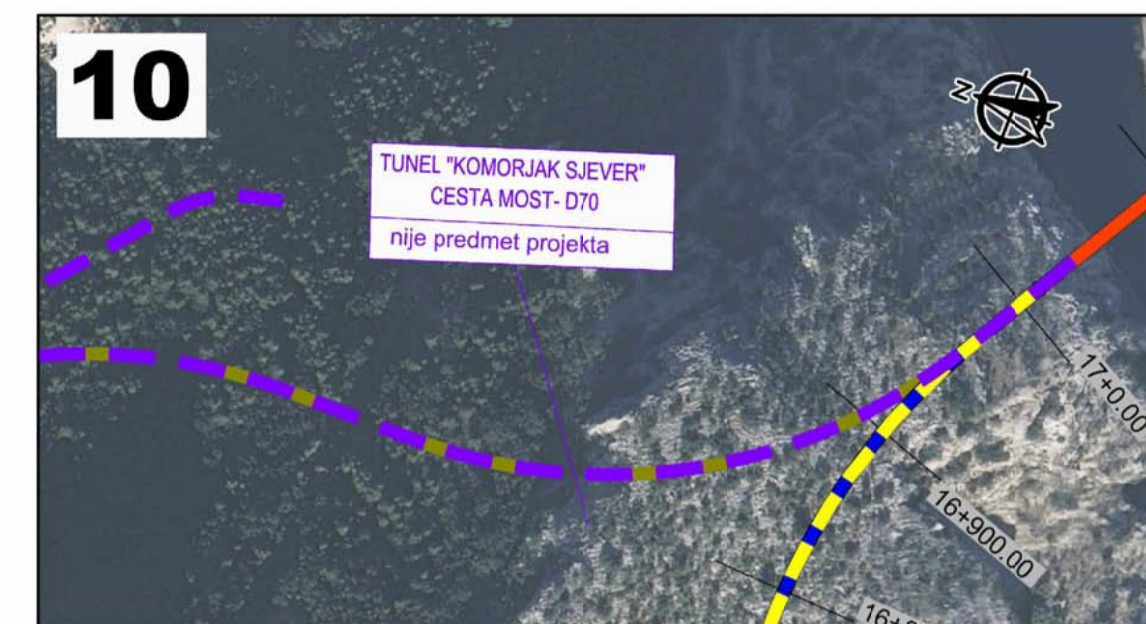 10
N
TUNEL "KOMORJAK SJEVER"
CESTA MOST- D70
nije predmet projekta
17+0.00
16+900.00